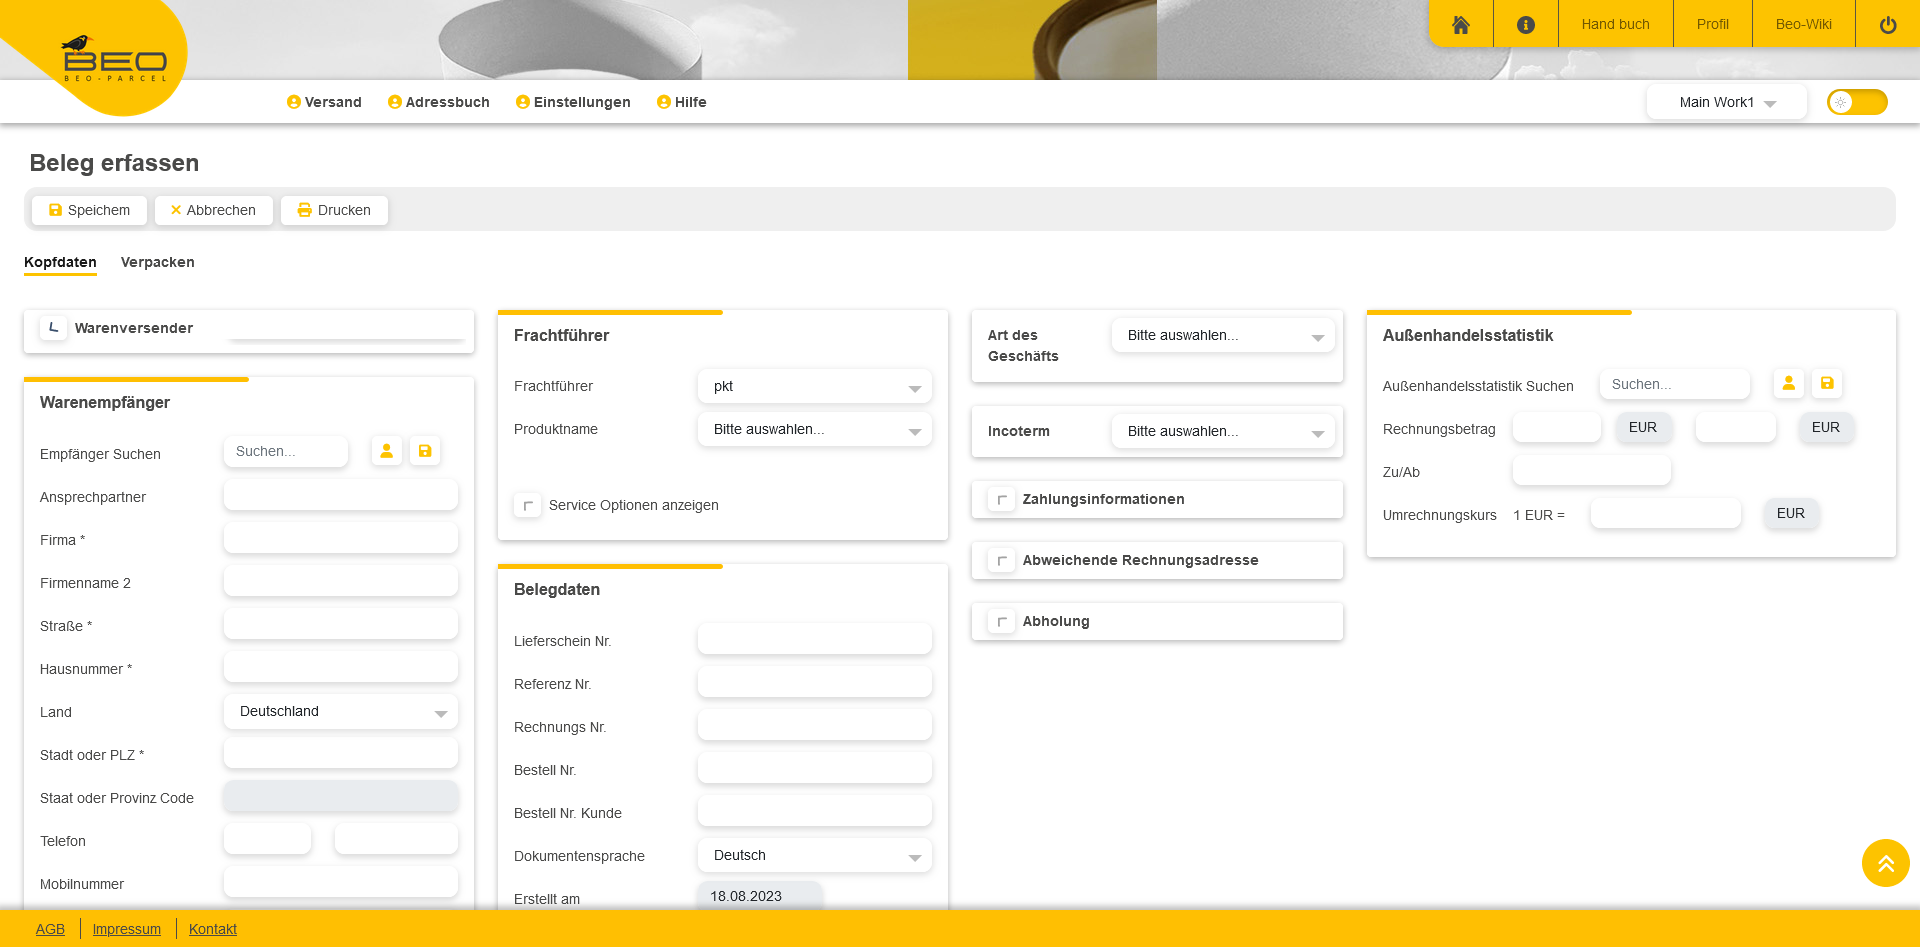 BEO
BEO-PARCEL
Hand buch
Profil
Beo-Wiki
Versand
Adressbuch
Einstellungen
Hilfe
Main Work1
Beleg erfassen
Speichern
Abbrechen
Drucken
Kopfdaten
Verpacken
Warenversender
Warenempfänger
Empfänger Suchen
Suchen...
Ansprechpartner
Firma *
Firmenname 2
Straße *
Hausnummer *
Land
Deutschland
Stadt oder PLZ *
Staat oder Provinz Code
Telefon
Mobilnummer
Frachtführer
Frachtführer
pkt
Produktname
Bitte auswahlen...
Service Optionen anzeigen
Belegdaten
Lieferschein Nr.
Referenz Nr.
Rechnungs Nr.
Bestell Nr.
Bestell Nr. Kunde
Dokumentensprache
Deutsch
Erstellt am
18.08.2023
Art des
Geschäfts
Bitte auswahlen...
Incoterm
Bitte auswahlen...
Zahlungsinformationen
Abweichende Rechnungsadresse
Abholung
Außenhandelsstatistik
Außenhandelsstatistik Suchen
Suchen...
Rechnungsbetrag
EUR
EUR
Zu/Ab
Umrechnungskurs
1 EUR =
EUR
AGB
Impressum
Kontakt